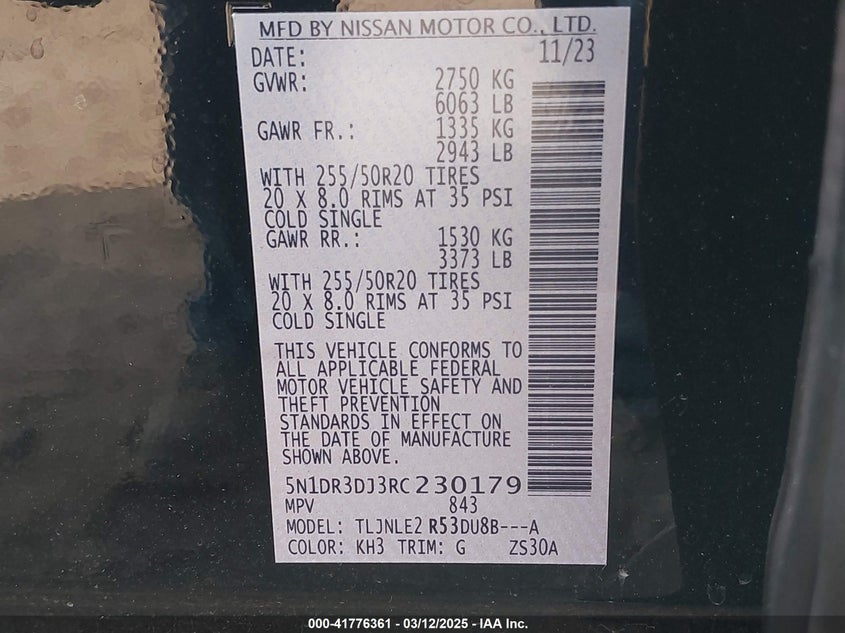 MFD BY NISSAN MOTOR CO., LTD.
DATE: 11/23
GVWR: 2750 KG
6063 LB
GAWR FR.: 1335 KG
2943 LB
WITH 255/50R20 TIRES
20 X 8.0 RIMS AT 35 PSI
COLD SINGLE
GAWR RR.: 1530 KG
3373 LB
WITH 255/50R20 TIRES
20 X 8.0 RIMS AT 35 PSI
COLD SINGLE
THIS VEHICLE CONFORMS TO
ALL APPLICABLE FEDERAL
MOTOR VEHICLE SAFETY AND
THEFT PREVENTION
STANDARDS IN EFFECT ON
THE DATE OF MANUFACTURE
SHOWN ABOVE.
5N1DR3DJ3RC230179
MPV 843
MODEL: TLJNLE2 R53DU8B---A
COLOR: KH3 TRIM: G ZS30A
000-41776361 - 03/12/2025 - IAA Inc.